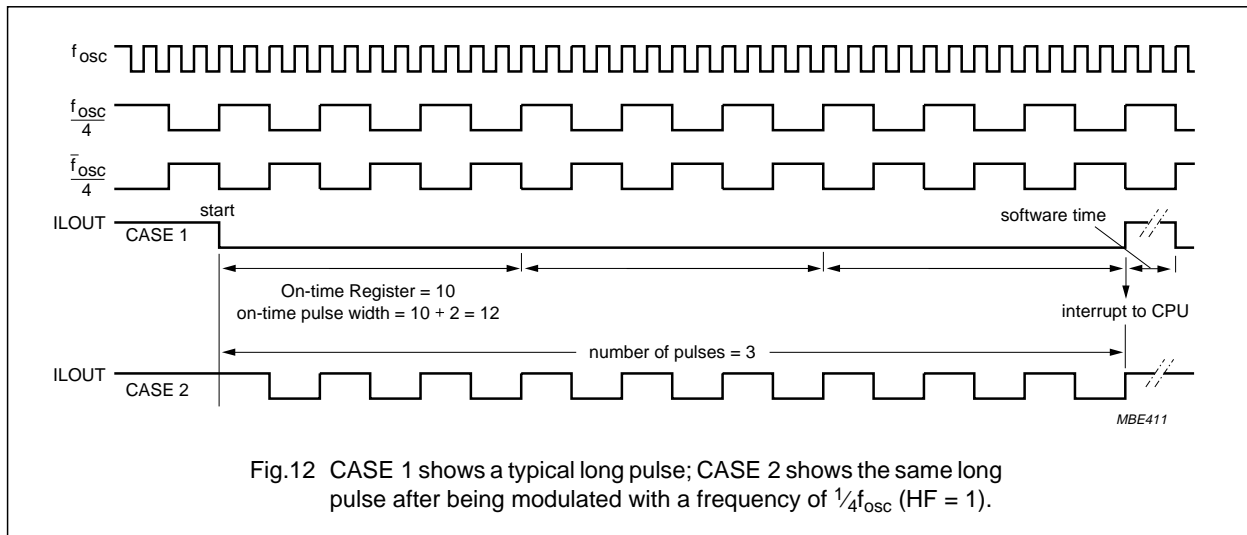 f osc
f osc
4
f̅ osc
4
ILOUT
CASE 1
start
software time
On-time Register = 10
on-time pulse width = 10 + 2 = 12
interrupt to CPU
number of pulses = 3
ILOUT
CASE 2
MBE411
Fig.12 CASE 1 shows a typical long pulse; CASE 2 shows the same long
pulse after being modulated with a frequency of ¼fosc (HF = 1).